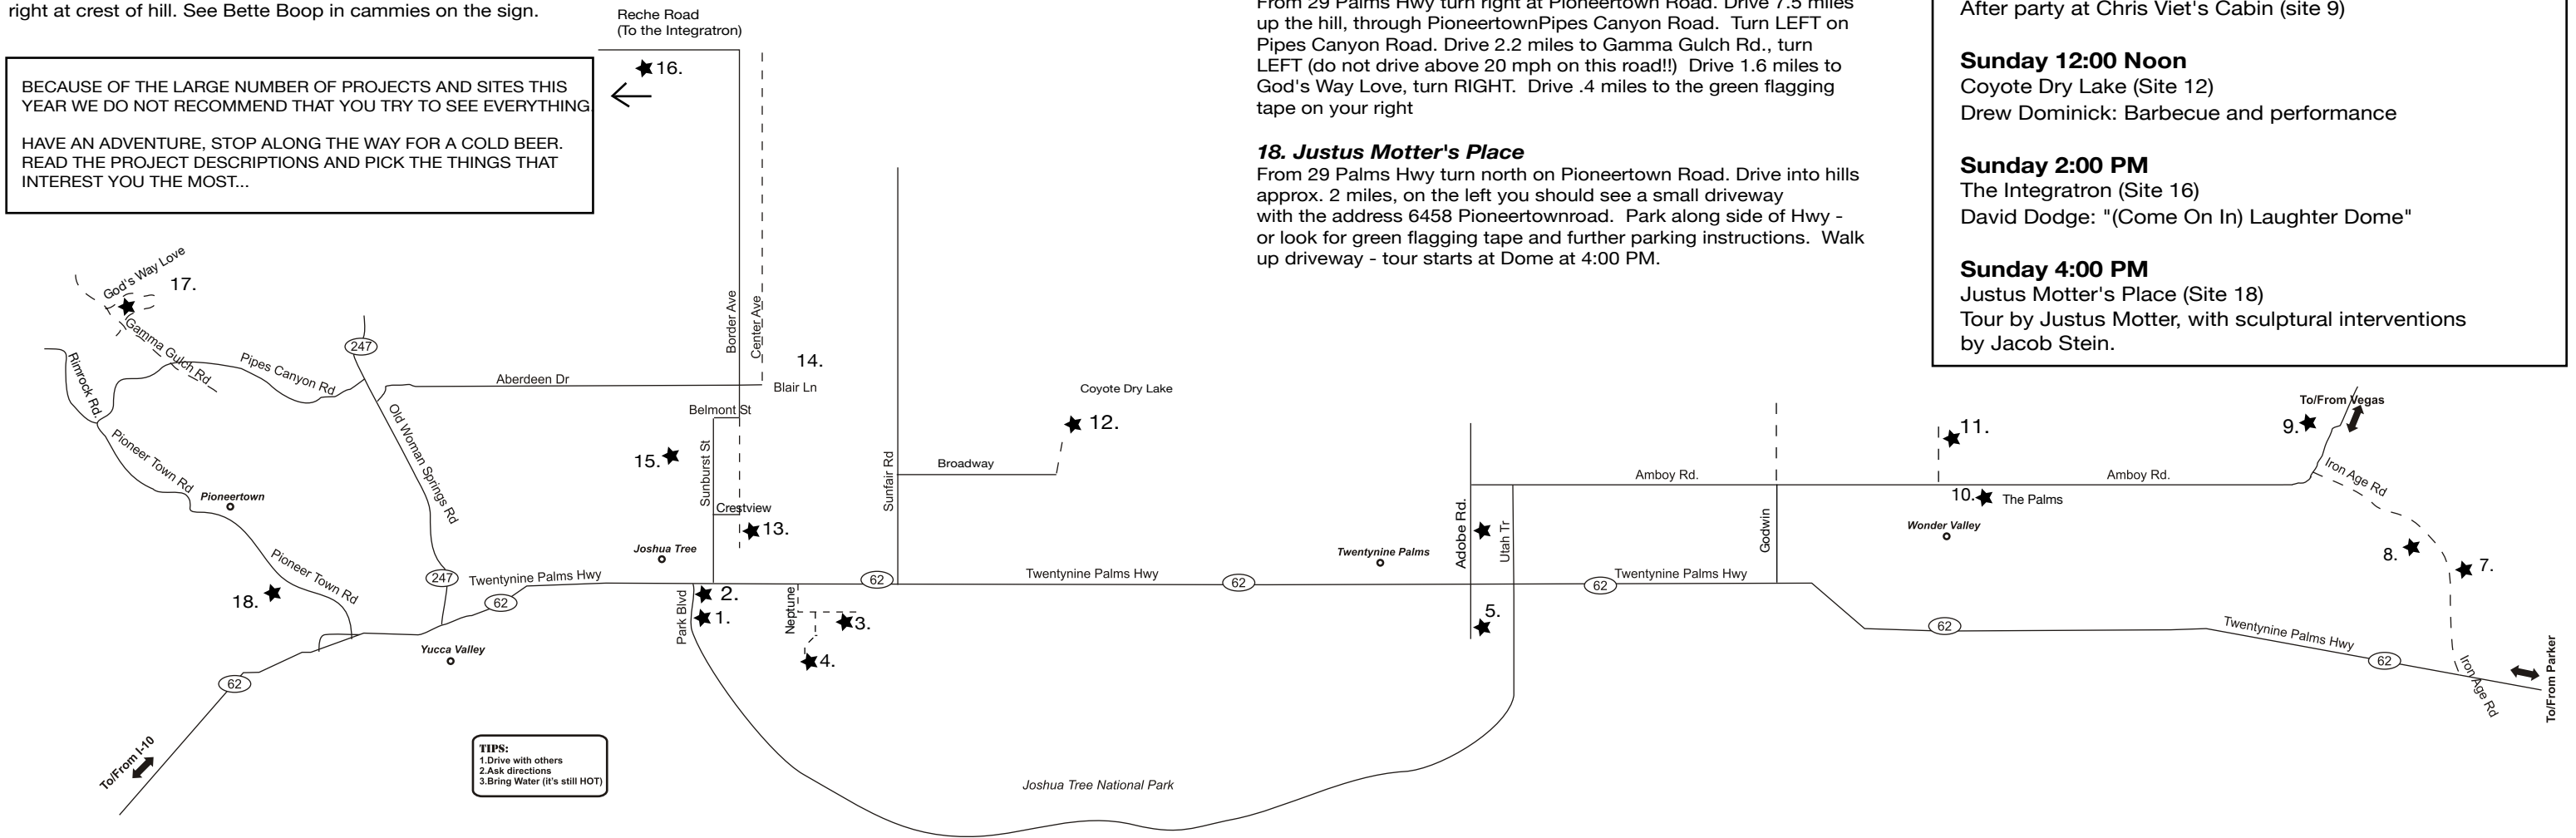 right at crest of hill. See Bette Boop in cammies on the sign.
BECAUSE OF THE LARGE NUMBER OF PROJECTS AND SITES THIS
YEAR WE DO NOT RECOMMEND THAT YOU TRY TO SEE EVERYTHING.
HAVE AN ADVENTURE, STOP ALONG THE WAY FOR A COLD BEER.
READ THE PROJECT DESCRIPTIONS AND PICK THE THINGS THAT
INTEREST YOU THE MOST...
Reche Road
(To the Integratron)
16.
From 29 Palms Hwy turn right at Pioneertown Road. Drive 7.5 miles
up the hill, through PioneertownPipes Canyon Road. Turn LEFT on
Pipes Canyon Road. Drive 2.2 miles to Gamma Gulch Rd., turn
LEFT (do not drive above 20 mph on this road!!) Drive 1.6 miles to
God's Way Love, turn RIGHT. Drive .4 miles to the green flagging
tape on your right
18. Justus Motter's Place
From 29 Palms Hwy turn north on Pioneertown Road. Drive into hills
approx. 2 miles, on the left you should see a small driveway
with the address 6458 Pioneertownroad. Park along side of Hwy -
or look for green flagging tape and further parking instructions. Walk
up driveway - tour starts at Dome at 4:00 PM.
After party at Chris Viet's Cabin (site 9)
Sunday 12:00 Noon
Coyote Dry Lake (Site 12)
Drew Dominick: Barbecue and performance
Sunday 2:00 PM
The Integratron (Site 16)
David Dodge: "(Come On In) Laughter Dome"
Sunday 4:00 PM
Justus Motter's Place (Site 18)
Tour by Justus Motter, with sculptural interventions
by Jacob Stein.
God's Way Love
17.
Gamma Gulch Rd
Rimrock Rd.
Pipes Canyon Rd
247
Aberdeen Dr
Border Ave
Center Ave
14.
Blair Ln
Belmont St
Old Woman Springs Rd
Pioneer Town Rd
Pioneertown
15.
Sunburst St
Crestview
13.
Sunfair Rd
Broadway
Coyote Dry Lake
12.
Joshua Tree
Pioneer Town Rd
18.
247
Twentynine Palms Hwy
62
Yucca Valley
62
To/From I-10
Park Blvd
2.
1.
Neptune
3.
4.
62
Twentynine Palms Hwy
62
Twentynine Palms
Adobe Rd.
Utah Tr
5.
Amboy Rd.
Godwin
62
Twentynine Palms Hwy
11.
10.
The Palms
Wonder Valley
Amboy Rd.
9.
To/From Vegas
Iron Age Rd
8.
7.
62
Twentynine Palms Hwy
62
Iron Age Rd
To/From Parker
TIPS:
1.Drive with others
2.Ask directions
3.Bring Water (it's still HOT)
Joshua Tree National Park